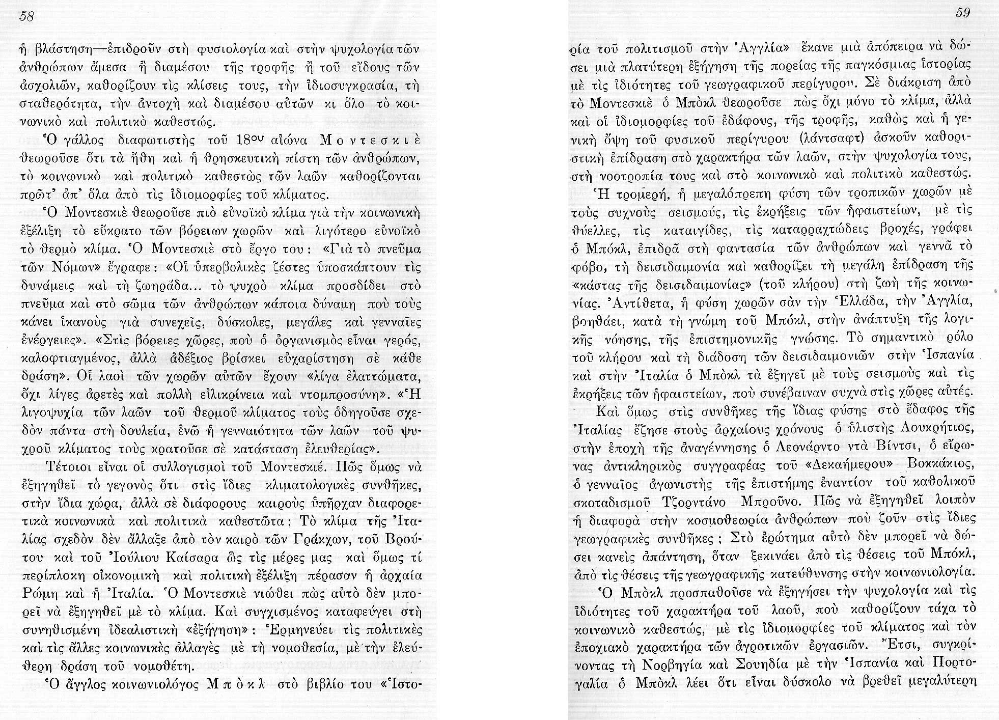 58
ἡ βλάστηση—ἐπιδροῦν στὴ φυσιολογία καὶ στὴν ψυχολογία τῶν
ἀνθρώπων ἄμεσα ἢ διαμέσου τῆς τροφῆς ἢ τοῦ εἴδους τῶν
ἀσχολιῶν, καθορίζουν τὶς κλίσεις τους, τὴν ἰδιοσυγκρασία, τὴ
σταθερότητα, τὴν ἀντοχὴ καὶ διαμέσου αὐτῶν κι ὅλο τὸ κοι-
νωνικὸ καὶ πολιτικὸ καθεστώς.
Ὁ γάλλος διαφωτιστὴς τοῦ 18ου αἰώνα Μοντεσκιὲ
θεωροῦσε ὅτι τὰ ἤθη καὶ ἡ θρησκευτικὴ πίστη τῶν ἀνθρώπων,
τὸ κοινωνικὸ καὶ πολιτικὸ καθεστὼς τῶν λαῶν καθορίζονται
πρῶτ' ἀπ' ὅλα ἀπὸ τὶς ἰδιομορφίες τοῦ κλίματος.
Ὁ Μοντεσκιὲ θεωροῦσε πιὸ εὐνοϊκὸ κλίμα γιὰ τὴν κοινωνικὴ
ἐξέλιξη τὸ εὔκρατο τῶν βόρειων χωρῶν καὶ λιγότερο εὐνοϊκὸ
τὸ θερμὸ κλίμα. Ὁ Μοντεσκιὲ στὸ ἔργο του : «Γιὰ τὸ πνεῦμα
τῶν Νόμων» ἔγραφε : «Οἱ ὑπερβολικὲς ζέστες ὑποσκάπτουν τὶς
δυνάμεις καὶ τὴ ζωηράδα... τὸ ψυχρὸ κλίμα προσδίδει στὸ
πνεῦμα καὶ στὸ σῶμα τῶν ἀνθρώπων κάποια δύναμη ποὺ τοὺς
κάνει ἱκανοὺς γιὰ συνεχεῖς, δύσκολες, μεγάλες καὶ γενναῖες
ἐνέργειες». «Στὶς βόρειες χῶρες, ποὺ ὁ ὀργανισμὸς εἶναι γερός,
καλοφτιαγμένος, ἀλλὰ ἀδέξιος βρίσκει εὐχαρίστηση σὲ κάθε
δράση». Οἱ λαοὶ τῶν χωρῶν αὐτῶν ἔχουν «λίγα ἐλαττώματα,
ὄχι λίγες ἀρετὲς καὶ πολλὴ εἰλικρίνεια καὶ ντομπροσύνη». «Ἡ
λιγοψυχία τῶν λαῶν τοῦ θερμοῦ κλίματος τοὺς ὁδηγοῦσε σχε-
δὸν πάντα στὴ δουλεία, ἐνῶ ἡ γενναιότητα τῶν λαῶν τοῦ ψυ-
χροῦ κλίματος τοὺς κρατοῦσε σὲ κατάσταση ἐλευθερίας».
Τέτοιοι εἶναι οἱ συλλογισμοὶ τοῦ Μοντεσκιέ. Πῶς ὅμως νὰ
ἐξηγηθεῖ τὸ γεγονὸς ὅτι στὶς ἴδιες κλιματολογικὲς συνθῆκες,
στὴν ἴδια χώρα, ἀλλὰ σὲ διάφορους καιροὺς ὑπῆρχαν διαφορε-
τικὰ κοινωνικὰ καὶ πολιτικὰ καθεστῶτα ; Τὸ κλίμα τῆς Ἰτα-
λίας σχεδὸν δὲν ἄλλαξε ἀπὸ τὸν καιρὸ τῶν Γράκχων, τοῦ Βρού-
του καὶ τοῦ Ἰούλιου Καίσαρα ὣς τὶς μέρες μας καὶ ὅμως τί
περίπλοκη οἰκονομικὴ καὶ πολιτικὴ ἐξέλιξη πέρασαν ἡ ἀρχαία
Ρώμη καὶ ἡ Ἰταλία. Ὁ Μοντεσκιὲ νιώθει πὼς αὐτὸ δὲν μπο-
ρεῖ νὰ ἐξηγηθεῖ μὲ τὸ κλίμα. Καὶ συγχισμένος καταφεύγει στὴ
συνηθισμένη ἰδεαλιστικὴ «ἐξήγηση» : Ἑρμηνεύει τὶς πολιτικὲς
καὶ τὶς ἄλλες κοινωνικὲς ἀλλαγὲς μὲ τὴ νομοθεσία, μὲ τὴν ἐλεύ-
θερη δράση τοῦ νομοθέτη.
Ὁ ἄγγλος κοινωνιολόγος Μπὸκλ στὸ βιβλίο του «Ἱστο-
59
ρία τοῦ πολιτισμοῦ στὴν Ἀγγλία» ἔκανε μιὰ ἀπόπειρα νὰ δώ-
σει μιὰ πλατύτερη ἐξήγηση τῆς πορείας τῆς παγκόσμιας ἱστορίας
μὲ τὶς ἰδιότητες τοῦ γεωγραφικοῦ περίγυρου. Σὲ διάκριση ἀπὸ
τὸ Μοντεσκιὲ ὁ Μπὸκλ θεωροῦσε πὼς ὄχι μόνο τὸ κλίμα, ἀλλὰ
καὶ οἱ ἰδιομορφίες τοῦ ἐδάφους, τῆς τροφῆς, καθὼς καὶ ἡ γε-
νικὴ ὄψη τοῦ φυσικοῦ περίγυρου (λάντσαφτ) ἀσκοῦν καθορι-
στικὴ ἐπίδραση στὸ χαρακτήρα τῶν λαῶν, στὴν ψυχολογία τους,
στὴ νοοτροπία τους καὶ στὸ κοινωνικὸ καὶ πολιτικὸ καθεστώς.
Ἡ τρομερή, ἡ μεγαλόπρεπη φύση τῶν τροπικῶν χωρῶν μὲ
τοὺς συχνοὺς σεισμούς, τὶς ἐκρήξεις τῶν ἡφαιστείων, μὲ τὶς
θύελλες, τὶς καταιγίδες, τὶς καταρραχτώδεις βροχές, γράφει
ὁ Μπόκλ, ἐπιδρᾶ στὴ φαντασία τῶν ἀνθρώπων καὶ γεννᾶ τὸ
φόβο, τὴ δεισιδαιμονία καὶ καθορίζει τὴ μεγάλη ἐπίδραση τῆς
«κάστας τῆς δεισιδαιμονίας» (τοῦ κλήρου) στὴ ζωὴ τῆς κοινω-
νίας. Ἀντίθετα, ἡ φύση χωρῶν σὰν τὴν Ἑλλάδα, τὴν Ἀγγλία,
βοηθάει, κατὰ τὴ γνώμη τοῦ Μπόκλ, στὴν ἀνάπτυξη τῆς λογι-
κῆς νόησης, τῆς ἐπιστημονικῆς γνώσης. Τὸ σημαντικὸ ρόλο
τοῦ κλήρου καὶ τὴ διάδοση τῶν δεισιδαιμονιῶν στὴν Ἱσπανία
καὶ στὴν Ἰταλία ὁ Μπὸκλ τὰ ἐξηγεῖ μὲ τοὺς σεισμοὺς καὶ τὶς
ἐκρήξεις τῶν ἡφαιστείων, ποὺ συνέβαιναν συχνὰ στὶς χῶρες αὐτές.
Καὶ ὅμως στὶς συνθῆκες τῆς ἴδιας φύσης στὸ ἔδαφος τῆς
Ἰταλίας ἔζησε στοὺς ἀρχαίους χρόνους ὁ ὑλιστὴς Λουκρήτιος,
στὴν ἐποχὴ τῆς ἀναγέννησης ὁ Λεονάρντο ντὰ Βίντσι, ὁ εἴρω-
νας ἀντικληρικὸς συγγραφέας τοῦ «Δεκαήμερου» Βοκκάκιος,
ὁ γενναῖος ἀγωνιστὴς τῆς ἐπιστήμης ἐναντίον τοῦ καθολικοῦ
σκοταδισμοῦ Τζορντάνο Μπροῦνο. Πῶς νὰ ἐξηγηθεῖ λοιπὸν
ἡ διαφορὰ στὴν κοσμοθεωρία ἀνθρώπων ποὺ ζοῦν στὶς ἴδιες
γεωγραφικὲς συνθῆκες ; Στὸ ἐρώτημα αὐτὸ δὲν μπορεῖ νὰ δώ-
σει κανεὶς ἀπάντηση, ὅταν ξεκινάει ἀπὸ τὶς θέσεις τοῦ Μπόκλ,
ἀπὸ τὶς θέσεις τῆς γεωγραφικῆς κατεύθυνσης στὴν κοινωνιολογία.
Ὁ Μπὸκλ προσπαθοῦσε νὰ ἐξηγήσει τὴν ψυχολογία καὶ τὶς
ἰδιότητες τοῦ χαρακτήρα τοῦ λαοῦ, ποὺ καθορίζουν τάχα τὸ
κοινωνικὸ καθεστώς, μὲ τὶς ἰδιομορφίες τοῦ κλίματος καὶ τὸν
ἐποχιακὸ χαρακτήρα τῶν ἀγροτικῶν ἐργασιῶν. Ἔτσι, συγκρί-
νοντας τὴ Νορβηγία καὶ Σουηδία μὲ τὴν Ἱσπανία καὶ Πορτο-
γαλία ὁ Μπὸκλ λέει ὅτι εἶναι δύσκολο νὰ βρεθεῖ μεγαλύτερη